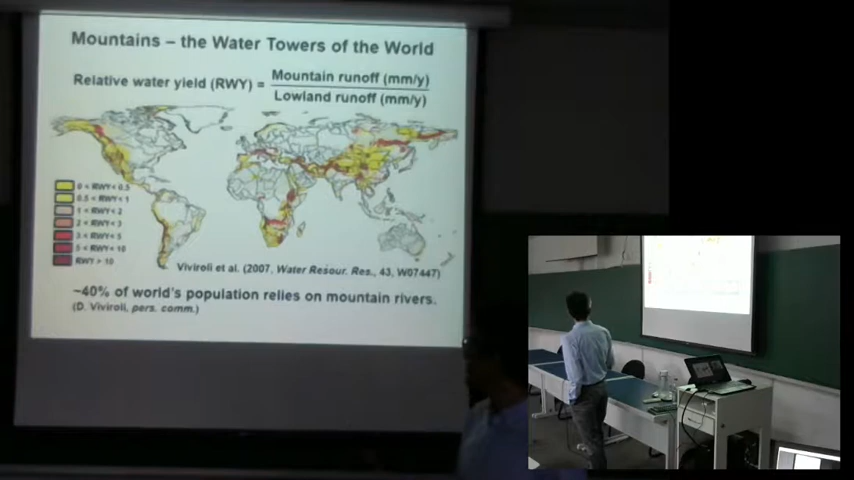 Mountains – the Water Towers of the World
Relative water yield (RWY) = Mountain runoff (mm/y)
Lowland runoff (mm/y)
0 < RWY < 0.5
0.5 < RWY < 1
1 < RWY < 2
2 < RWY < 3
3 < RWY < 5
5 < RWY < 10
RWY > 10
Viviroli et al. (2007, Water Resour. Res., 43, W07447)
~40% of world's population relies on mountain rivers.
(D. Viviroli, pers. comm.)